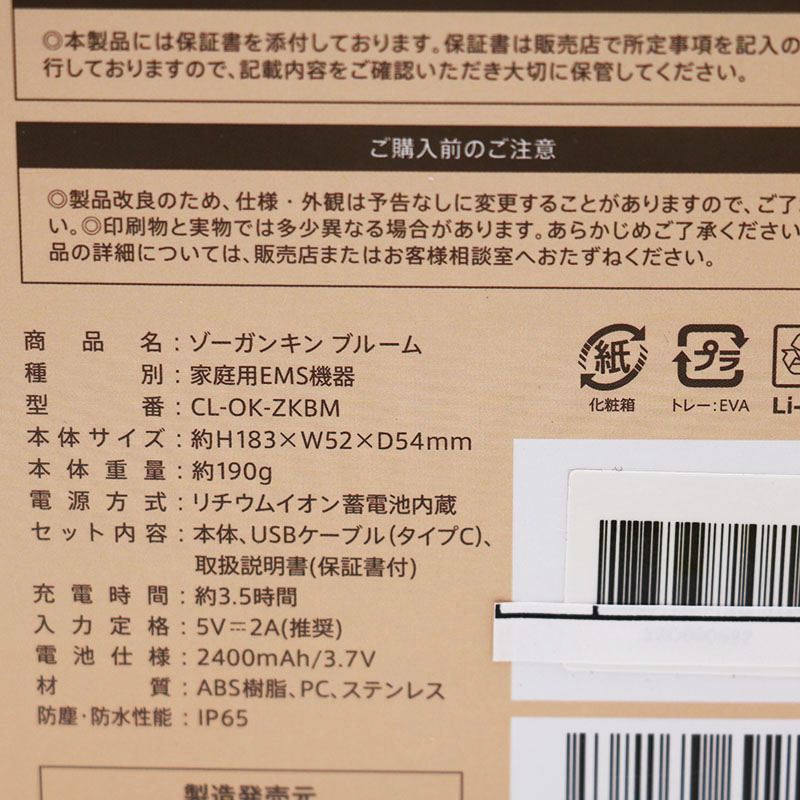 ◎本製品には保証書を添付しております。保証書は販売店で所定事項を記入の
行しておりますので、記載内容をご確認いただき大切に保管してください。
ご購入前のご注意
◎製品改良のため、仕様・外観は予告なしに変更することがありますので、ご了
い。◎印刷物と実物では多少異なる場合があります。あらかじめご了承ください
品の詳細については、販売店またはお客様相談室へおたずねください。
商品名：ゾーガンキン ブルーム
種別：家庭用EMS機器
型番：CL-OK-ZKBM
本体サイズ：約H183×W52×D54mm
本体重量：約190g
電源方式：リチウムイオン蓄電池内蔵
セット内容：本体、USBケーブル(タイプC)、
取扱説明書(保証書付)
充電時間：約3.5時間
入力定格：5V⎓2A(推奨)
電池仕様：2400mAh/3.7V
材質：ABS樹脂、PC、ステンレス
防塵・防水性能：IP65
紙
化粧箱
プラ
トレー：EVA
Li-
製造発売元